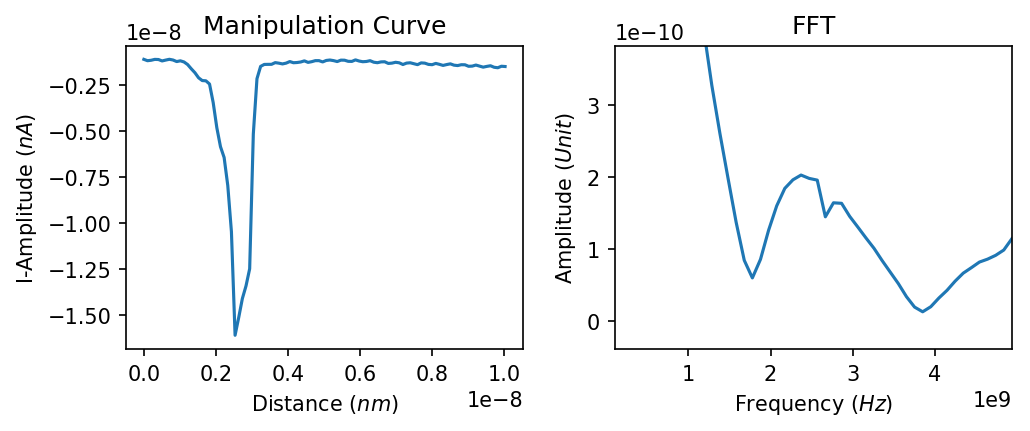 Manipulation Curve
1e−8
I-Amplitude (nA)
−0.25
−0.50
−0.75
−1.00
−1.25
−1.50
0.0 0.2 0.4 0.6 0.8 1.0
Distance (nm)
1e−8
FFT
1e−10
Amplitude (Unit)
3
2
1
0
1 2 3 4
Frequency (Hz)
1e9